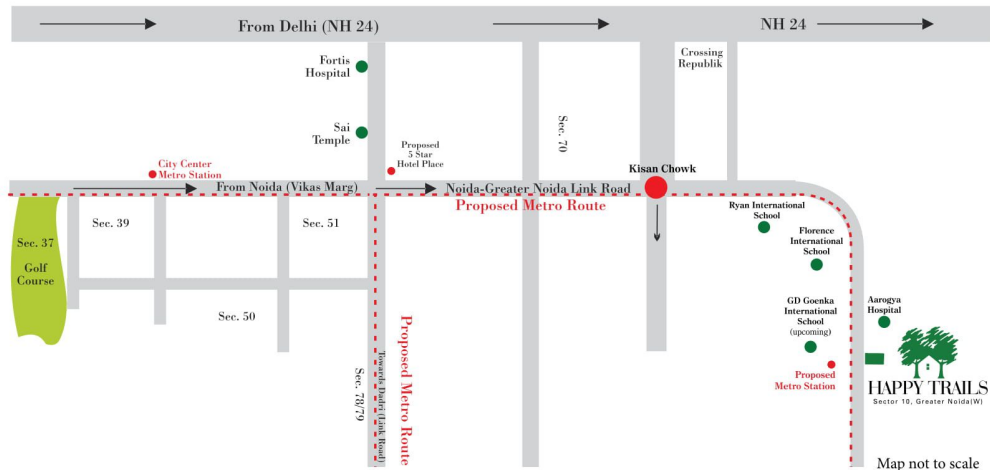 From Delhi (NH 24)
NH 24
Fortis
Hospital
Crossing
Republik
Sai
Temple
Proposed
5 Star
Hotel Place
Sec. 70
City Center
Metro Station
Kisan Chowk
From Noida (Vikas Marg)
Noida-Greater Noida Link Road
Proposed Metro Route
Ryan International
School
Sec. 39
Sec. 51
Florence
International
School
Sec. 37
Golf
Course
GD Goenka
International
School
(upcoming)
Aarogya
Hospital
Sec. 50
Proposed Metro Route
Towards Dadri (Link Road)
Sec. 78/79
Proposed
Metro Station
HAPPY TRAILS
Sector 10, Greater Noida(W)
Map not to scale